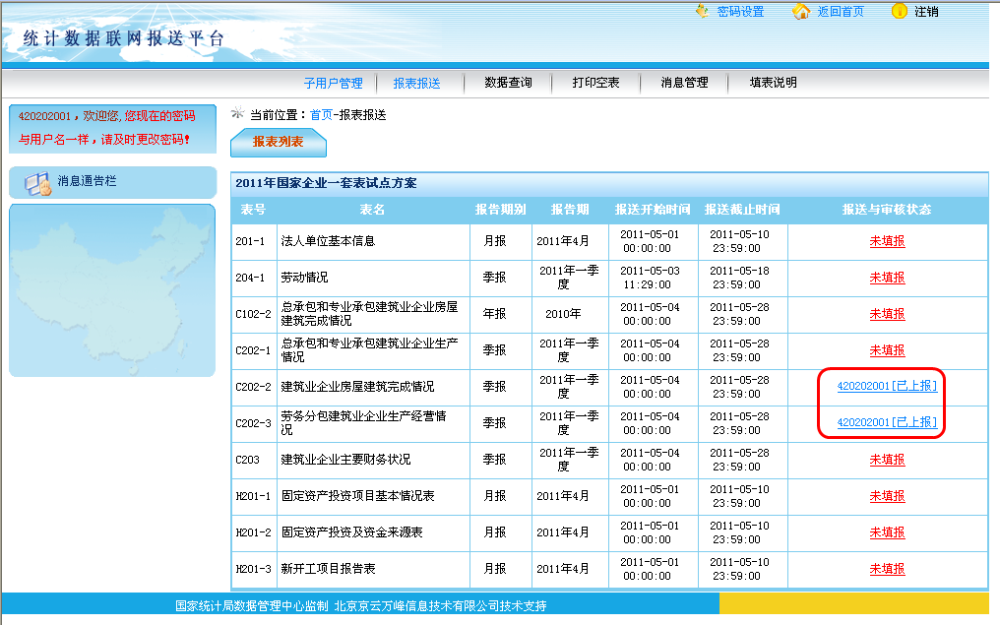 密码设置 返回首页 注销
统计数据联网报送平台
子用户管理 报表报送 数据查询 打印空表 消息管理 填表说明
420202001，欢迎您,您现在的密码
与用户名一样，请及时更改密码!
消息通告栏
当前位置：首页-报表报送
报表列表
2011年国家企业一套表试点方案
表号 表名 报告期别 报告期 报送开始时间 报送截止时间 报送与审核状态
201-1 法人单位基本信息 月报 2011年4月 2011-05-01 2011-05-10 未填报
00:00:00 23:59:00
204-1 劳动情况 季报 2011年一季 2011-05-03 2011-05-18 未填报
度 11:29:00 23:59:00
C102-2 总承包和专业承包建筑业企业房屋 年报 2010年 2011-05-04 2011-05-28 未填报
建筑完成情况 00:00:00 23:59:00
C202-1 总承包和专业承包建筑业企业生产 季报 2011年一季 2011-05-04 2011-05-28 未填报
情况 度 00:00:00 23:59:00
C202-2 建筑业企业房屋建筑完成情况 季报 2011年一季 2011-05-04 2011-05-28 420202001[已上报]
度 00:00:00 23:59:00
C202-3 劳务分包建筑业企业生产经营情 季报 2011年一季 2011-05-04 2011-05-28 420202001[已上报]
况 度 00:00:00 23:59:00
C203 建筑业企业主要财务状况 季报 2011年一季 2011-05-04 2011-05-28 未填报
度 00:00:00 23:59:00
H201-1 固定资产投资项目基本情况表 月报 2011年4月 2011-05-01 2011-05-10 未填报
00:00:00 23:59:00
H201-2 固定资产投资及资金来源表 月报 2011年4月 2011-05-01 2011-05-10 未填报
00:00:00 23:59:00
H201-3 新开工项目报告表 月报 2011年4月 2011-05-01 2011-05-10 未填报
00:00:00 23:59:00
国家统计局数据管理中心监制 北京京云万峰信息技术有限公司技术支持